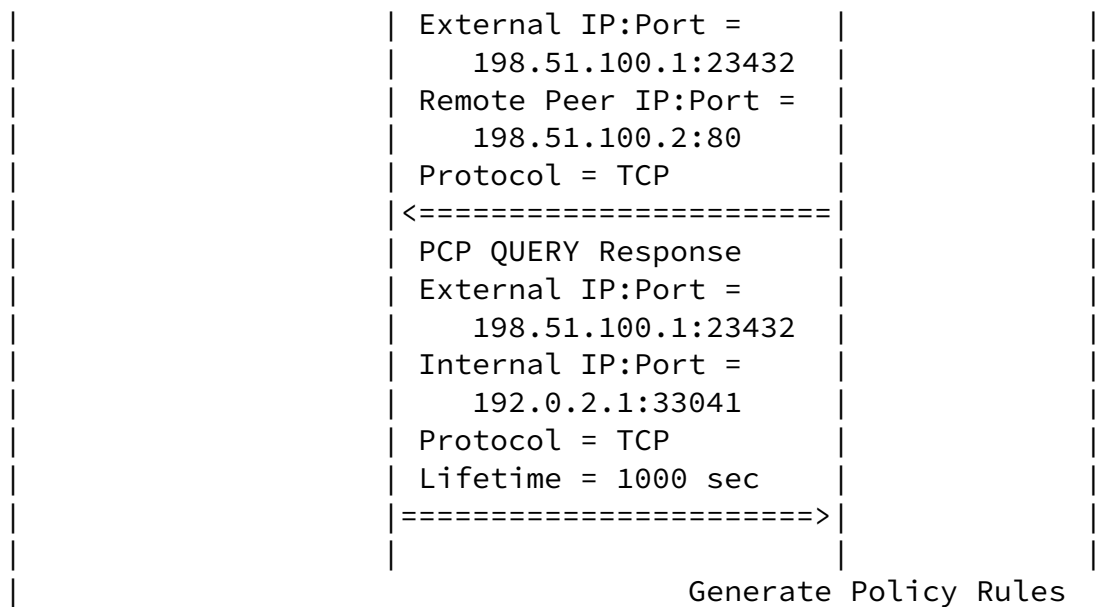 |                    | External IP:Port =     |             |
|                    |    198.51.100.1:23432  |             |
|                    | Remote Peer IP:Port =  |             |
|                    |    198.51.100.2:80     |             |
|                    | Protocol = TCP         |             |
|                    |<=======================|             |
|                    | PCP QUERY Response     |             |
|                    | External IP:Port =     |             |
|                    |    198.51.100.1:23432  |             |
|                    | Internal IP:Port =     |             |
|                    |    192.0.2.1:33041     |             |
|                    | Protocol = TCP         |             |
|                    | Lifetime = 1000 sec    |             |
|                    |=======================>|             |
|                    |                        |             |
|                                    Generate Policy Rules